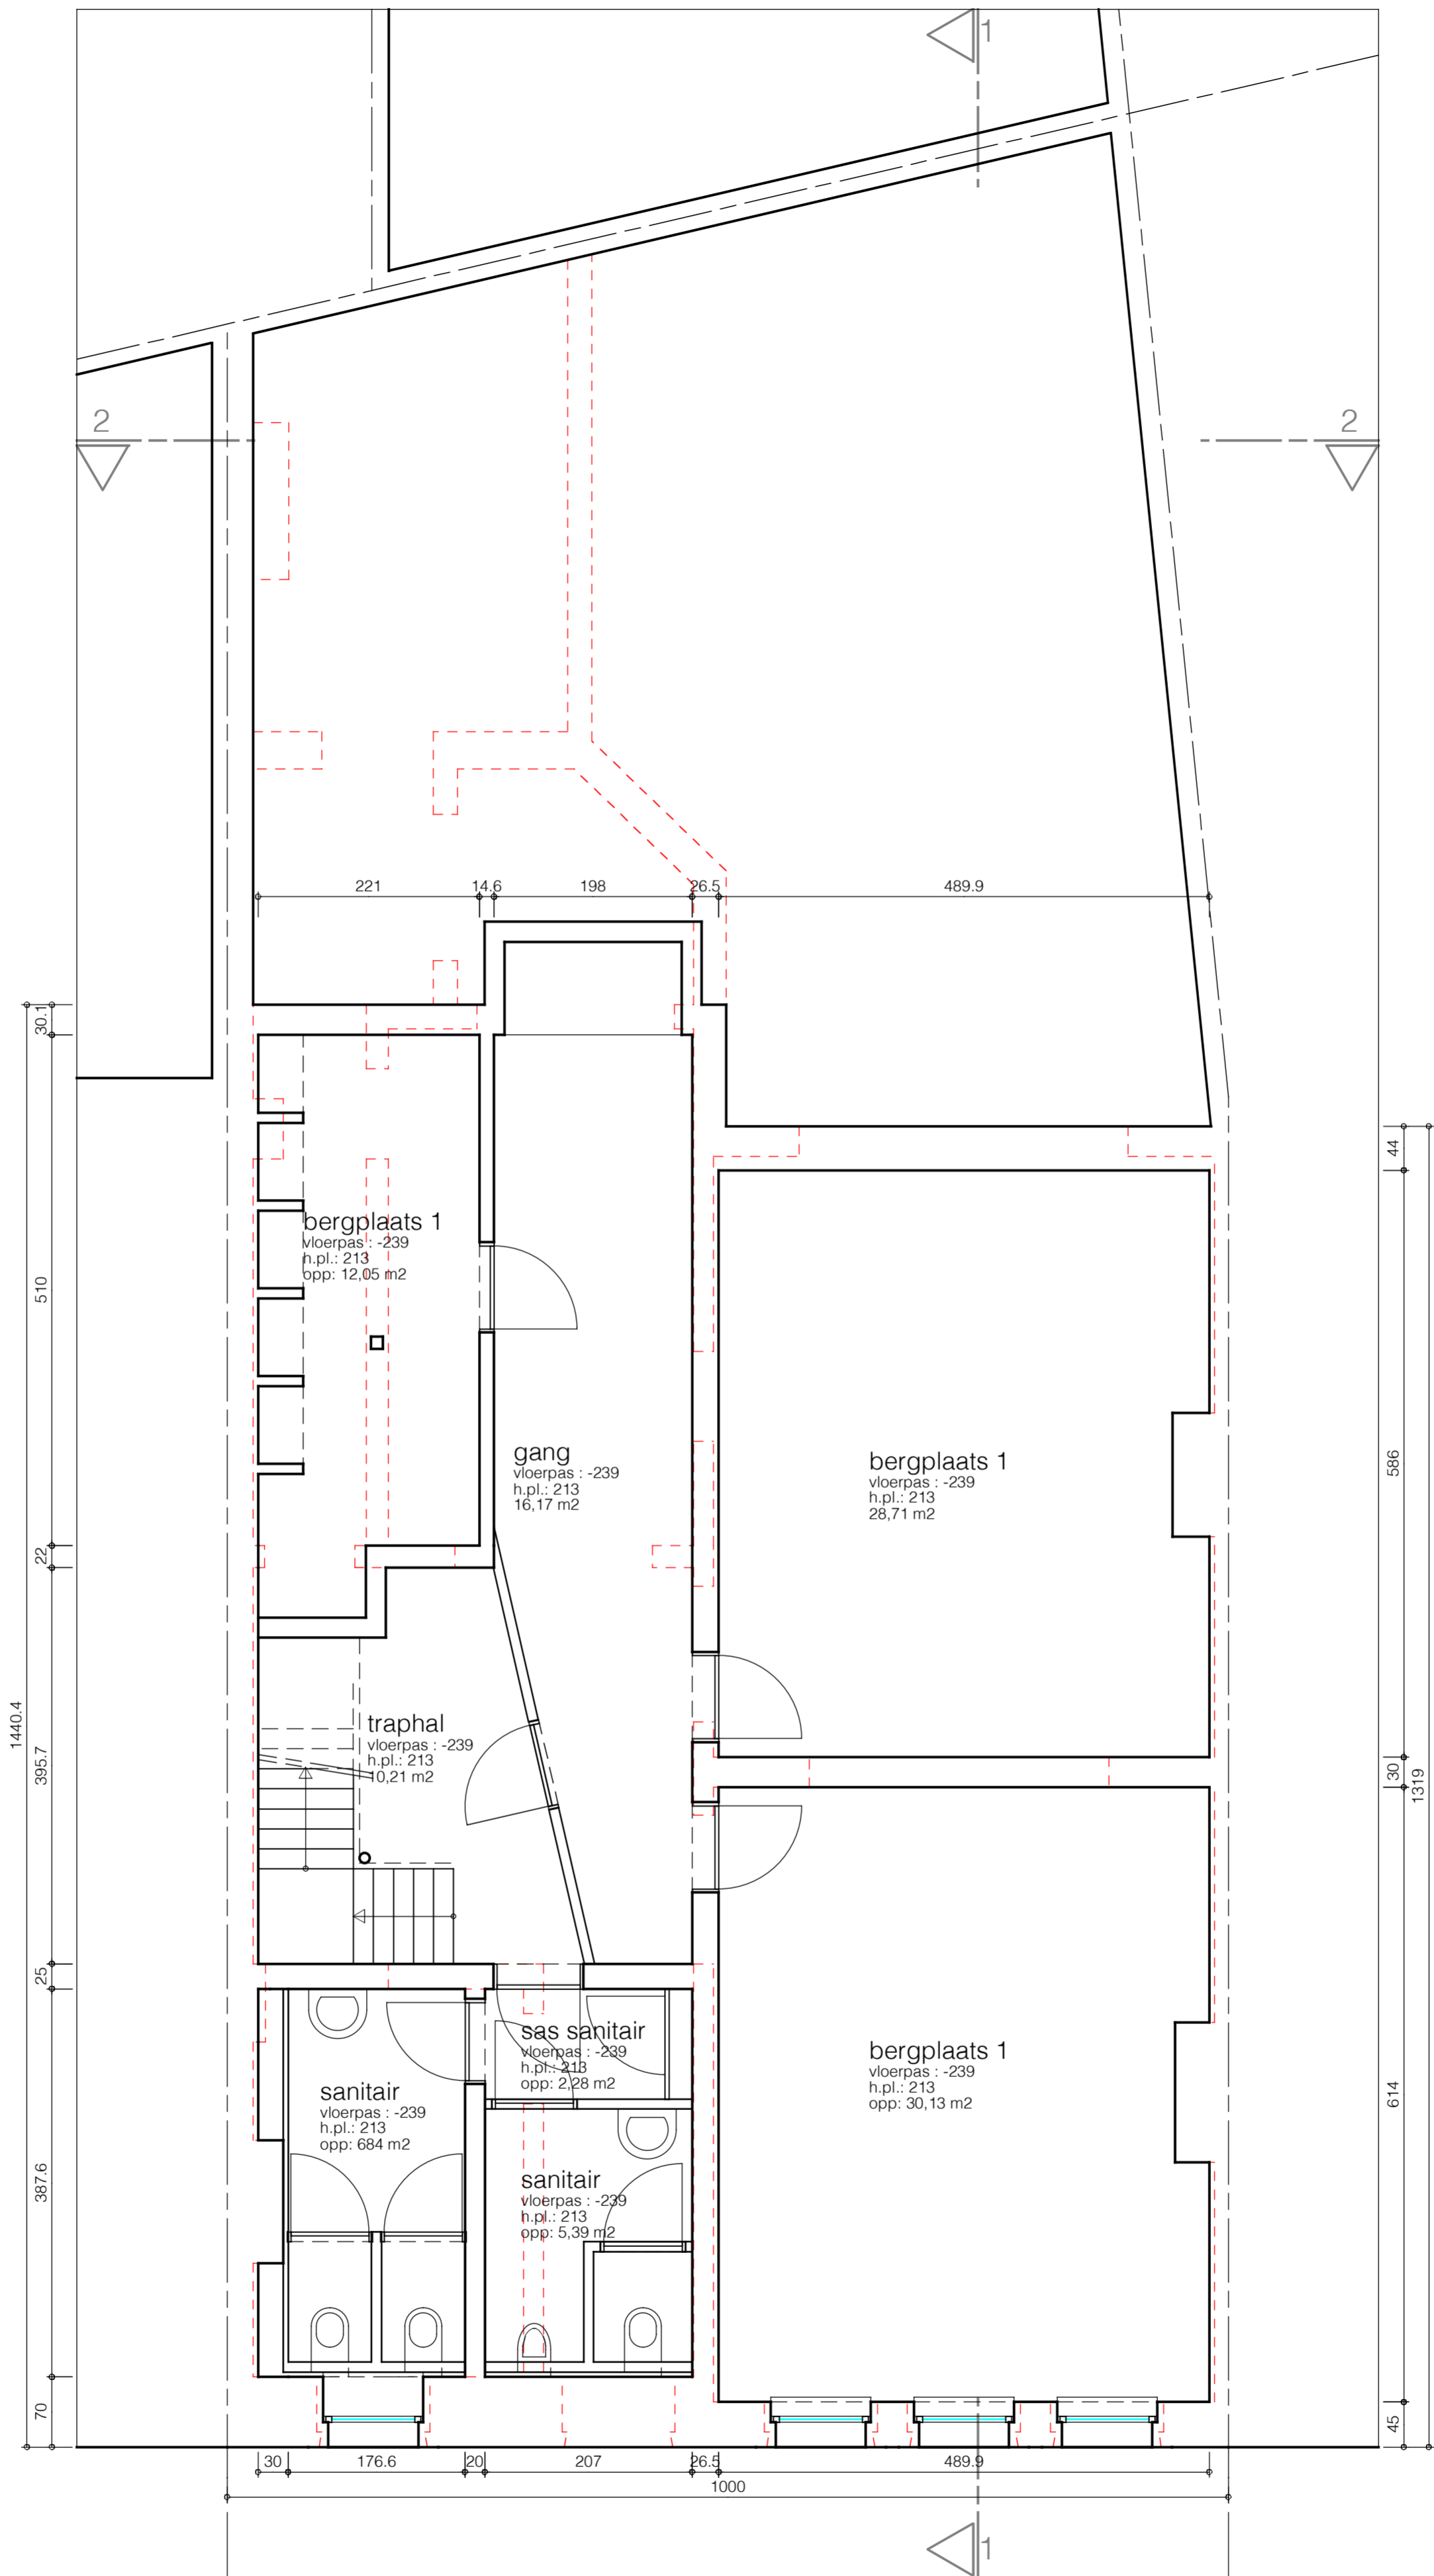 1
2
2
221
14.6
198
26.5
489.9
30.1
44
bergplaats 1
vloerpas : -239
h.pl.: 213
opp: 12,05 m2
510
gang
vloerpas : -239
h.pl.: 213
16,17 m2
bergplaats 1
vloerpas : -239
h.pl.: 213
28,71 m2
586
22
1440.4
395.7
traphal
vloerpas : -239
h.pl.: 213
10,21 m2
30
1319
25
sas sanitair
vloerpas : -239
h.pl.: 213
opp: 2,28 m2
bergplaats 1
vloerpas : -239
h.pl.: 213
opp: 30,13 m2
614
sanitair
vloerpas : -239
h.pl.: 213
opp: 684 m2
387.6
sanitair
vloerpas : -239
h.pl.: 213
opp: 5,39 m2
70
45
30
176.6
20
207
26.5
489.9
1000
1